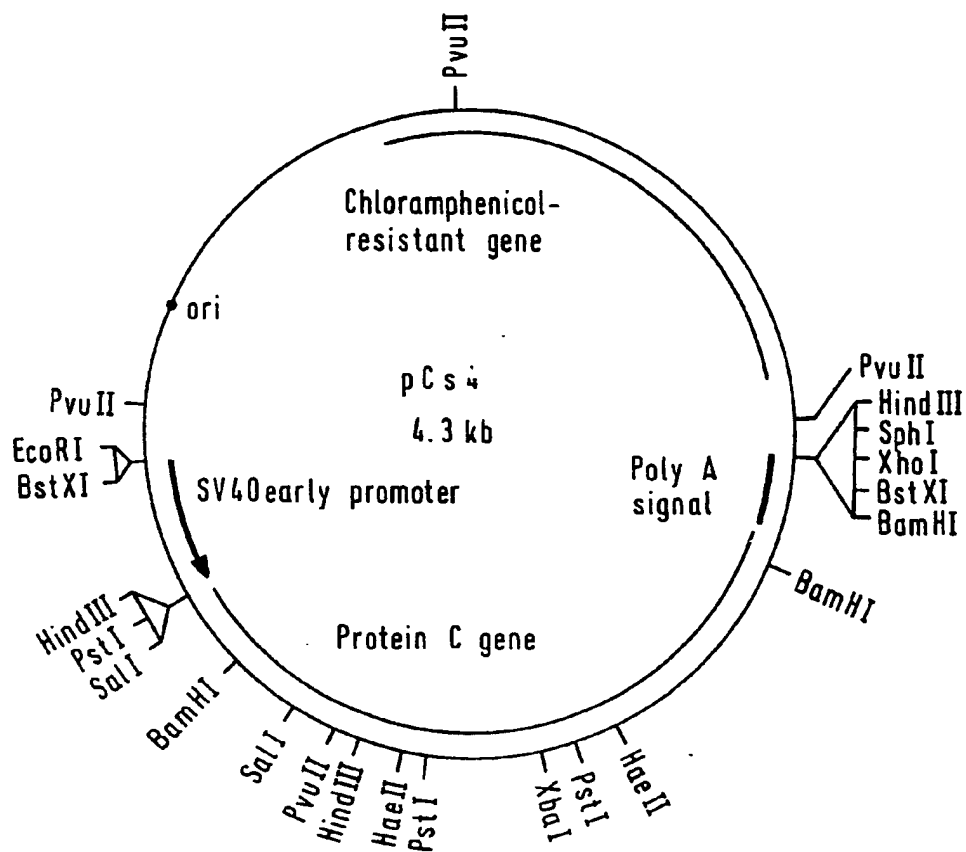 PvuII
Chloramphenicol-
resistant gene
ori
pCs4
4.3 kb
PvuII
HindIII
SphI
XhoI
BstXI
BamHI
PvuII
EcoRI
BstXI
SV40early promoter
Poly A
signal
BamHI
HindIII
PstI
SalI
Protein C gene
BamHI
SalI
PvuII
HindIII
HaeII
PstI
XbaI
PstI
HaeII